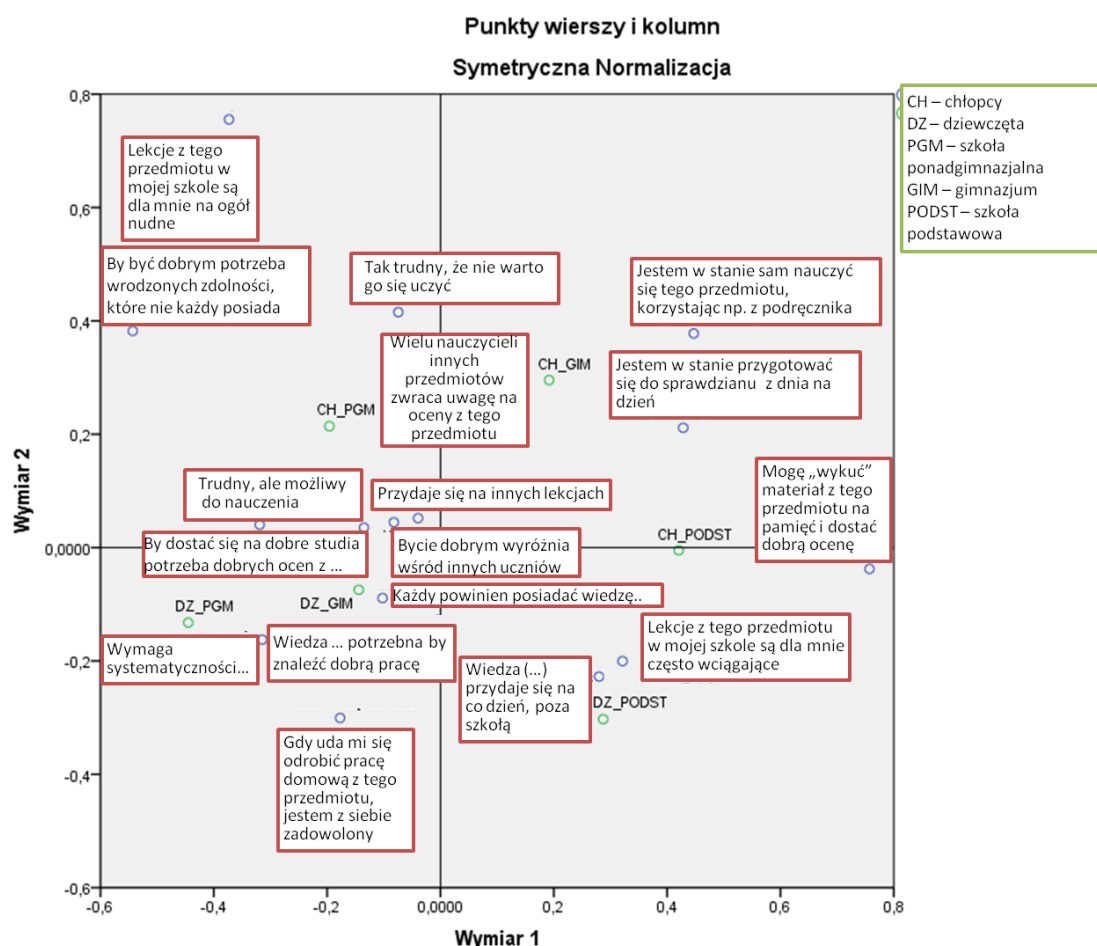 Punkty wierszy i kolumn
Symetryczna Normalizacja
CH – chłopcy
DZ – dziewczęta
PGM – szkoła
ponadgimnazjalna
GIM – gimnazjum
PODST – szkoła
podstawowa
0,8
0,6
0,4
0,2
0,0000
-0,2
-0,4
-0,6
Wymiar 2
Lekcje z tego
przedmiotu w
mojej szkole są
dla mnie na ogół
nudne
By być dobrym potrzeba
wrodzonych zdolności,
które nie każdy posiada
Tak trudny, że nie warto
go się uczyć
Jestem w stanie sam nauczyć
się tego przedmiotu,
korzystając np. z podręcznika
Wielu nauczycieli
innych
przedmiotów
zwraca uwagę na
oceny z tego
przedmiotu
CH_GIM
Jestem w stanie przygotować
się do sprawdzianu z dnia na
dzień
CH_PGM
Trudny, ale możliwy
do nauczenia
Przydaje się na innych lekcjach
Mogę „wykuć”
materiał z tego
przedmiotu na
pamięć i dostać
dobrą ocenę
CH_PODST
By dostać się na dobre studia
potrzeba dobrych ocen z ...
Bycie dobrym wyróżnia
wśród innych uczniów
Każdy powinien posiadać wiedzę..
DZ_PGM
DZ_GIM
Wymaga
systematyczności...
Wiedza ... potrzebna by
znaleźć dobrą pracę
Lekcje z tego przedmiotu
w mojej szkole są dla mnie
często wciągające
Wiedza (...)
przydaje się na
co dzień, poza
szkołą
DZ_PODST
Gdy uda mi się
odrobić pracę
domową z tego
przedmiotu,
jestem z siebie
zadowolony
-0,6
-0,4
-0,2
0,0000
0,2
0,4
0,6
0,8
Wymiar 1